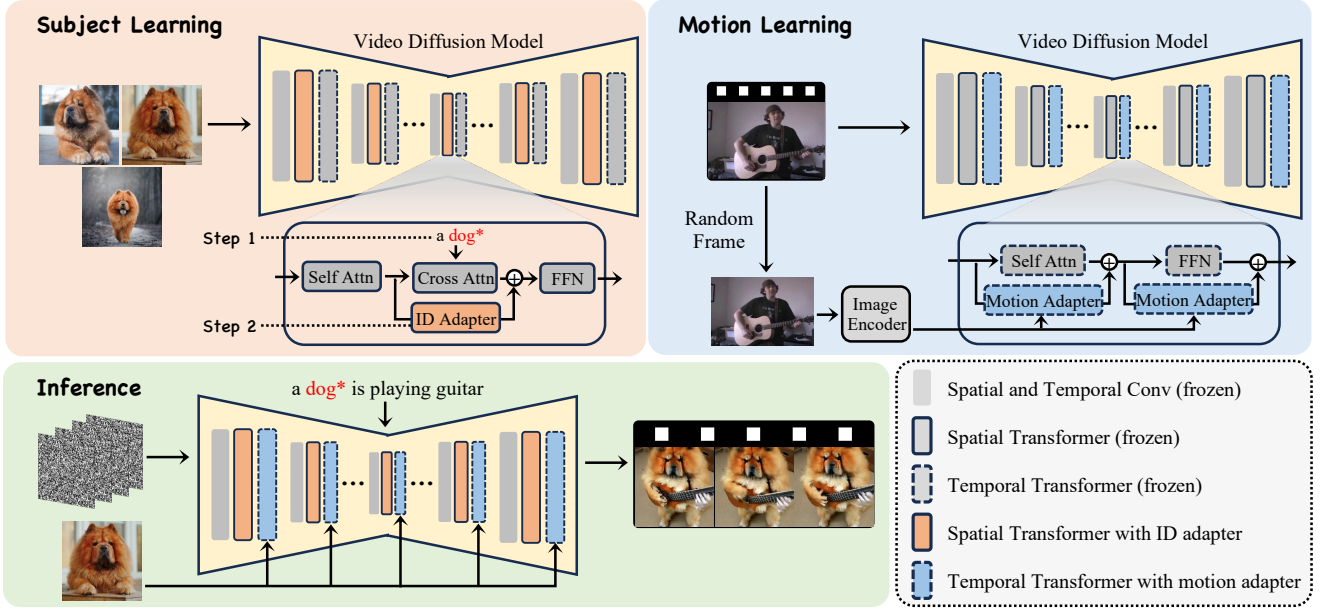 Subject Learning
Video Diffusion Model
Step 1
a dog*
Self Attn
Cross Attn
FFN
ID Adapter
Step 2
Motion Learning
Video Diffusion Model
Random
Frame
Image
Encoder
Self Attn
FFN
Motion Adapter
Motion Adapter
Inference
a dog* is playing guitar
Spatial and Temporal Conv (frozen)
Spatial Transformer (frozen)
Temporal Transformer (frozen)
Spatial Transformer with ID adapter
Temporal Transformer with motion adapter